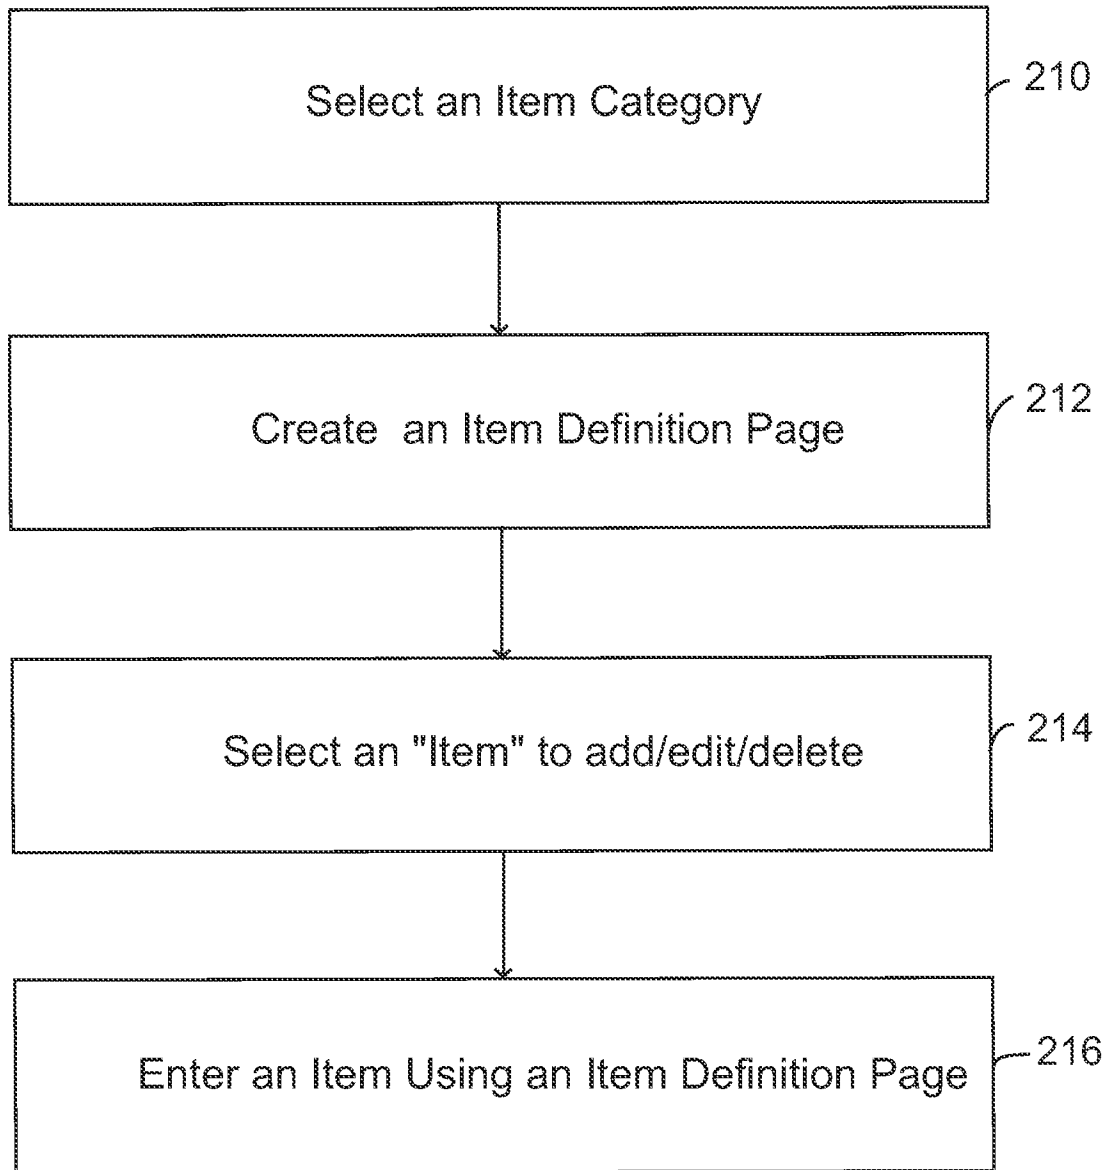 Select an Item Category
210
Create an Item Definition Page
212
Select an "Item" to add/edit/delete
214
Enter an Item Using an Item Definition Page
216